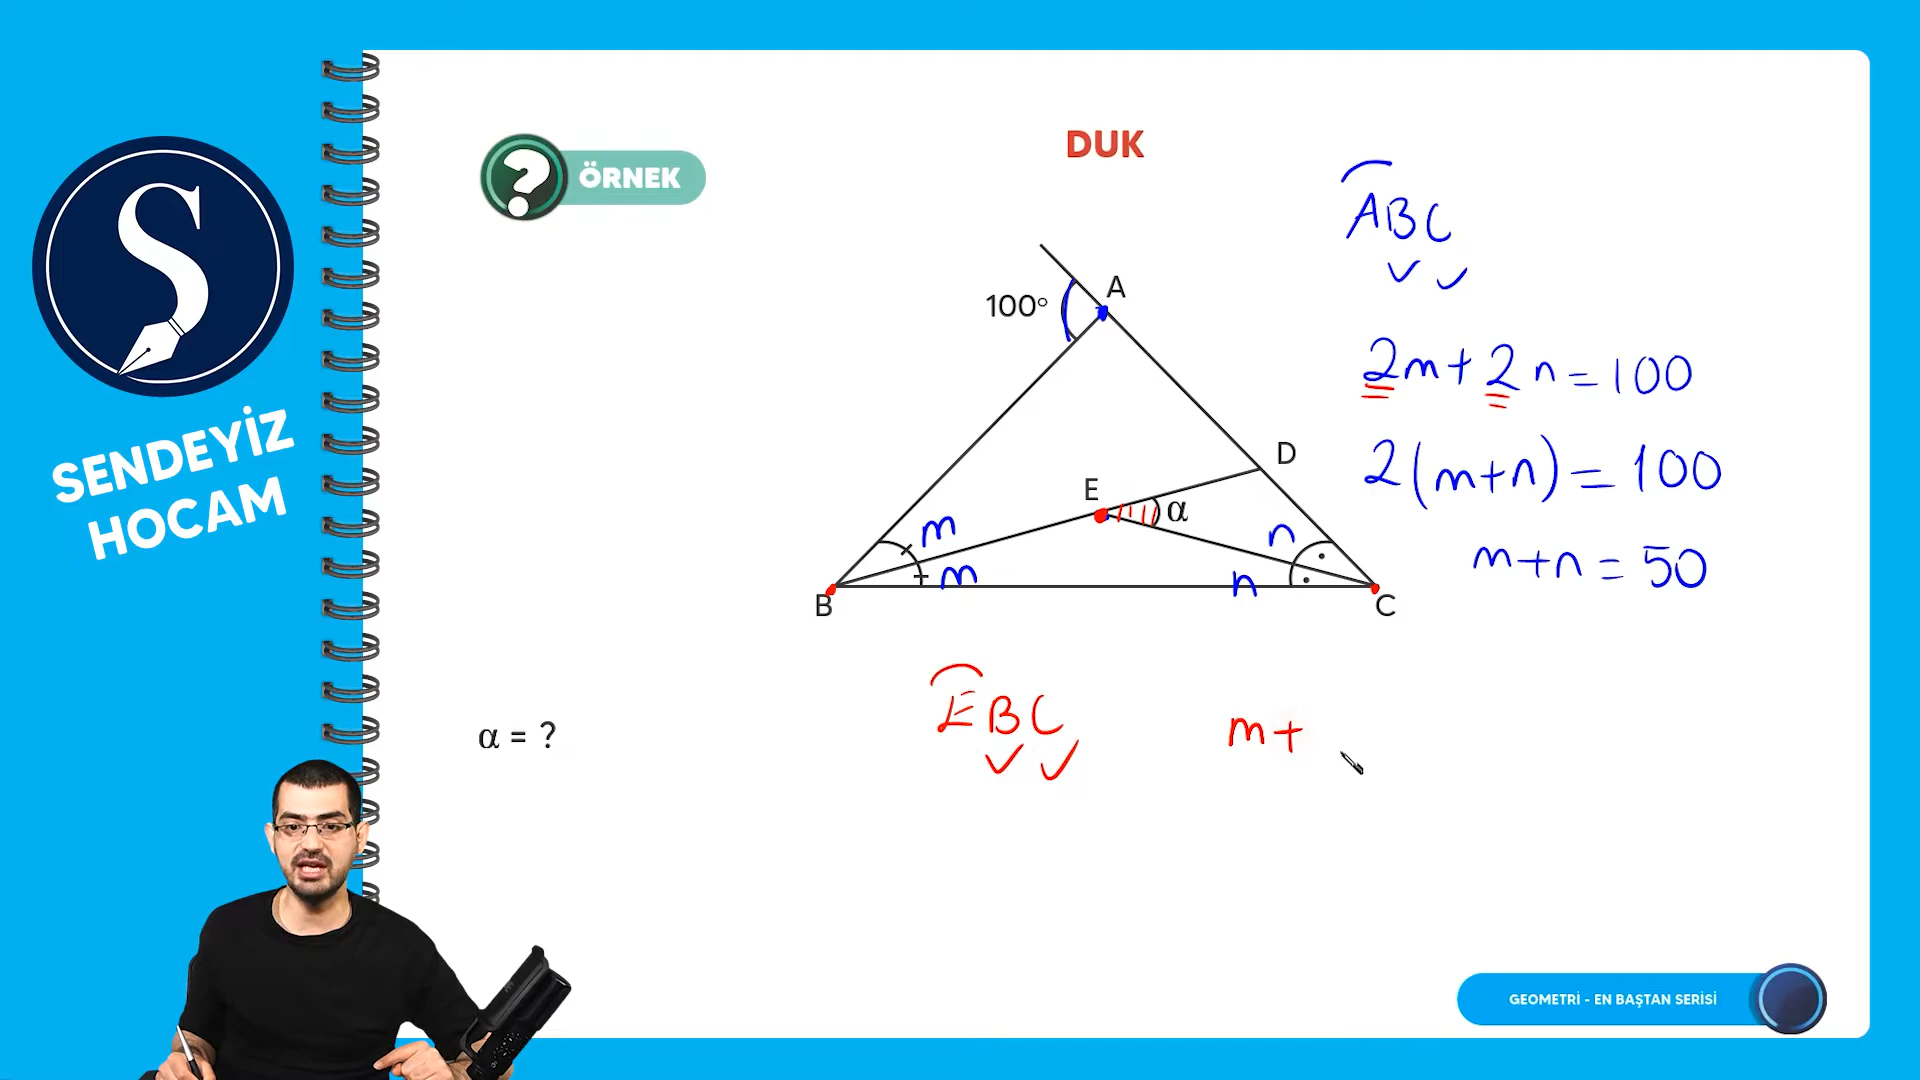 SENDEYİZ
HOCAM
ÖRNEK
DUK
ABC
100°
A
2m+2n=100
D
2(m+n)=100
E
α
m
n
m+n=50
m
n
B
C
EBC
m+
α = ?
GEOMETRİ - EN BAŞTAN SERİSİ